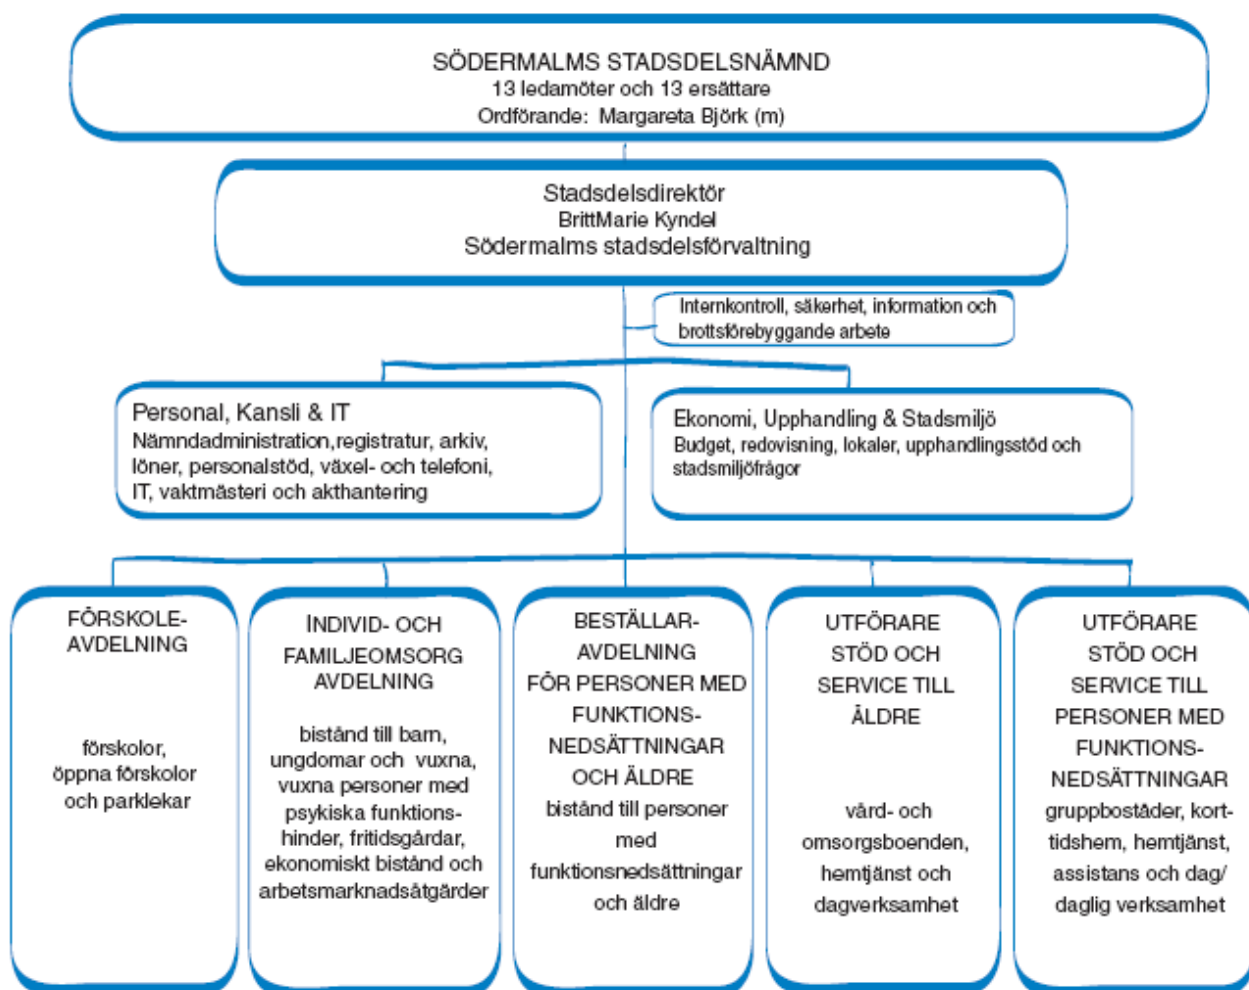 SÖDERMALMS STADSDELSNÄMND
13 ledamöter och 13 ersättare
Ordförande: Margareta Björk (m)
Stadsdelsdirektör
BrittMarie Kyndel
Södermalms stadsdelsförvaltning
Internkontroll, säkerhet, information och
brottsförebyggande arbete
Personal, Kansli & IT
Nämndadministration,registratur, arkiv,
löner, personalstöd, växel- och telefoni,
IT, vaktmästeri och akthantering
Ekonomi, Upphandling & Stadsmiljö
Budget, redovisning, lokaler, upphandlingsstöd och
stadsmiljöfrågor
FÖRSKOLE-
AVDELNING
förskolor,
öppna förskolor
och parklekar
INDIVID- OCH
FAMILJEOMSORG
AVDELNING
bistånd till barn,
ungdomar och vuxna,
vuxna personer med
psykiska funktions-
hinder, fritidsgårdar,
ekonomiskt bistånd och
arbetsmarknadsåtgärder
BESTÄLLAR-
AVDELNING
FÖR PERSONER MED
FUNKTIONS-
NEDSÄTTNINGAR
OCH ÄLDRE
bistånd till personer
med
funktionsnedsättningar
och äldre
UTFÖRARE
STÖD OCH
SERVICE TILL
ÄLDRE
vård- och
omsorgsboenden,
hemtjänst och
dagverksamhet
UTFÖRARE
STÖD OCH
SERVICE TILL
PERSONER MED
FUNKTIONS-
NEDSÄTTNINGAR
gruppbostäder, kort-
tidshem, hemtjänst,
assistans och dag/
daglig verksamhet